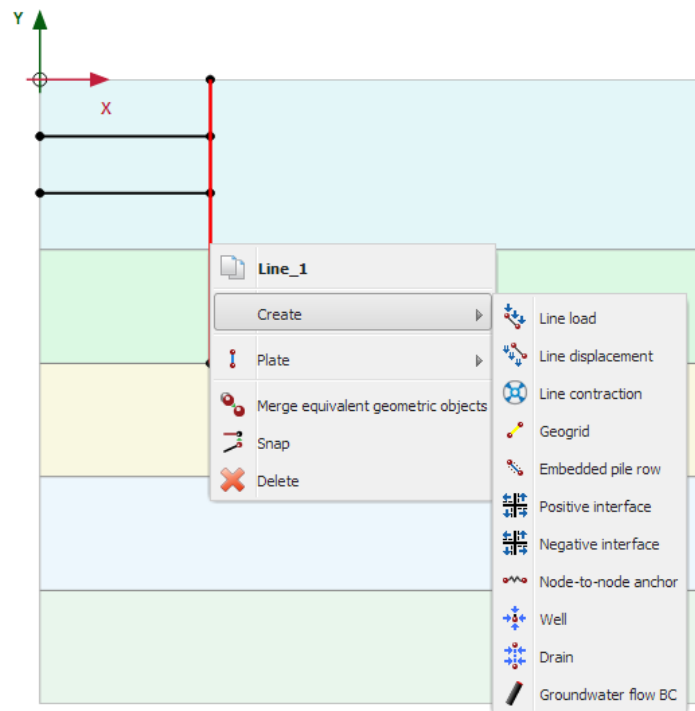 Y
X
Line_1
Create
Plate
Merge equivalent geometric objects
Snap
Delete
Line load
Line displacement
Line contraction
Geogrid
Embedded pile row
Positive interface
Negative interface
Node-to-node anchor
Well
Drain
Groundwater flow BC